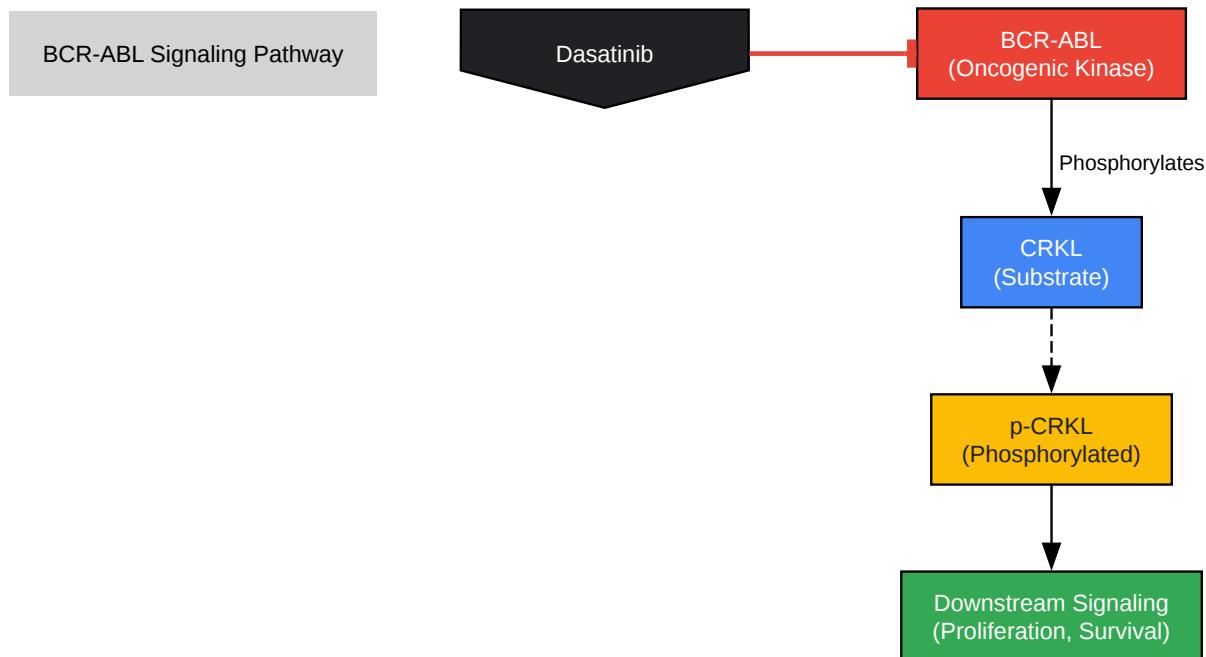 BCR-ABL Signaling Pathway
Dasatinib
BCR-ABL
(Oncogenic Kinase)
Phosphorylates
CRKL
(Substrate)
p-CRKL
(Phosphorylated)
Downstream Signaling
(Proliferation, Survival)